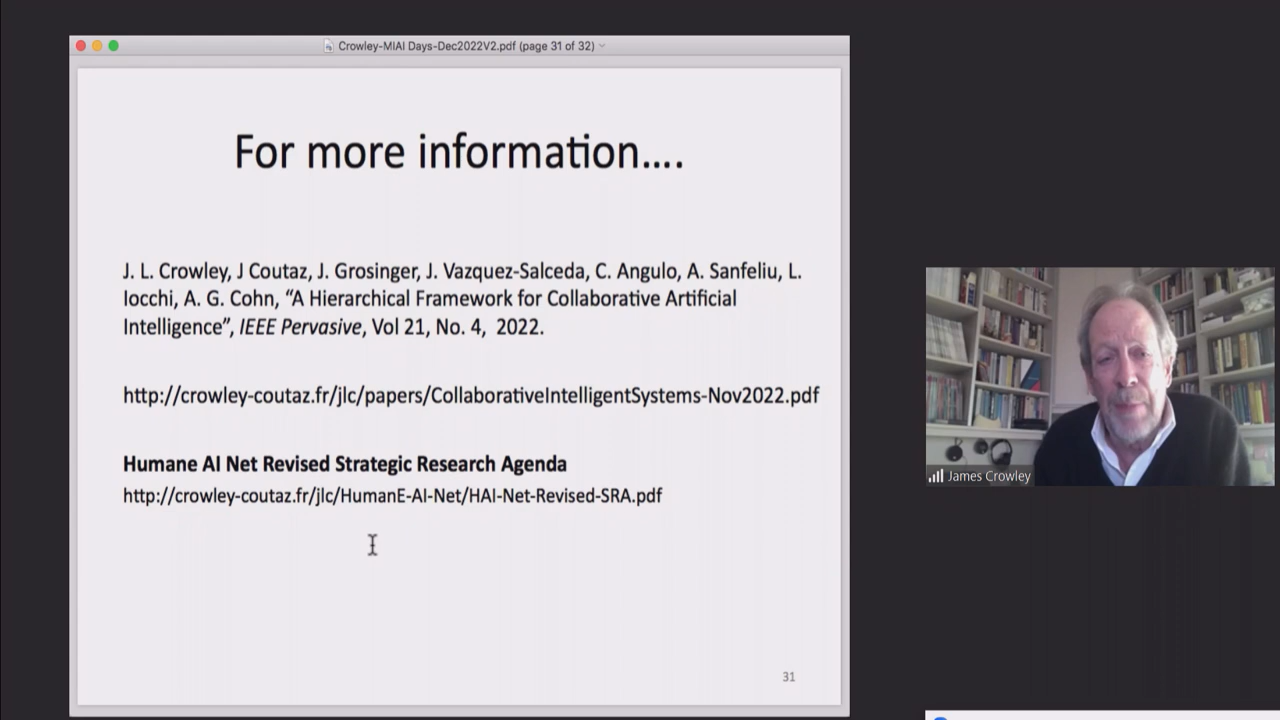 Crowley-MIAI Days-Dec2022V2.pdf (page 31 of 32)
For more information....
J. L. Crowley, J Coutaz, J. Grosinger, J. Vazquez-Salceda, C. Angulo, A. Sanfeliu, L.
Iocchi, A. G. Cohn, “A Hierarchical Framework for Collaborative Artificial
Intelligence”, IEEE Pervasive, Vol 21, No. 4, 2022.
http://crowley-coutaz.fr/jlc/papers/CollaborativeIntelligentSystems-Nov2022.pdf
Humane AI Net Revised Strategic Research Agenda
http://crowley-coutaz.fr/jlc/HumanE-AI-Net/HAI-Net-Revised-SRA.pdf
31
James Crowley